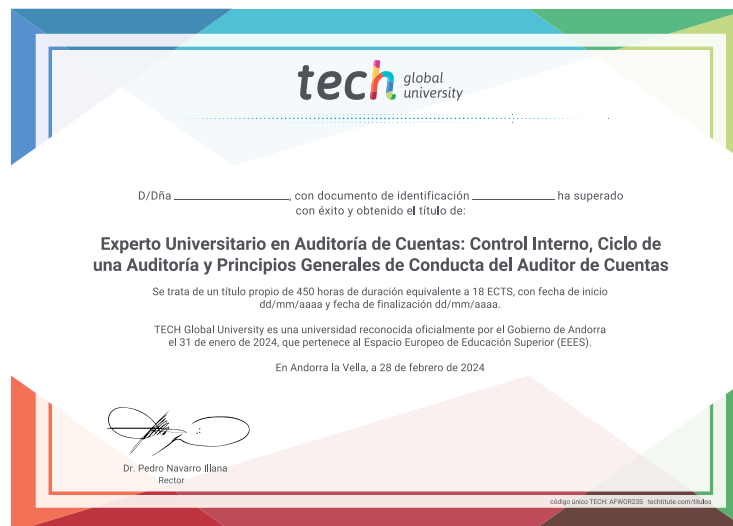 tech global university
D/Dña ______________, con documento de identificación ______________ ha superado
con éxito y obtenido el título de:
Experto Universitario en Auditoría de Cuentas: Control Interno, Ciclo de
una Auditoría y Principios Generales de Conducta del Auditor de Cuentas
Se trata de un título propio de 450 horas de duración equivalente a 18 ECTS, con fecha de inicio
dd/mm/aaaa y fecha de finalización dd/mm/aaaa.
TECH Global University es una universidad reconocida oficialmente por el Gobierno de Andorra
el 31 de enero de 2024, que pertenece al Espacio Europeo de Educación Superior (EEES).
En Andorra la Vella, a 28 de febrero de 2024
Dr. Pedro Navarro Illana
Rector
código único TECH: AFWOR23S techtitute.com/titulos